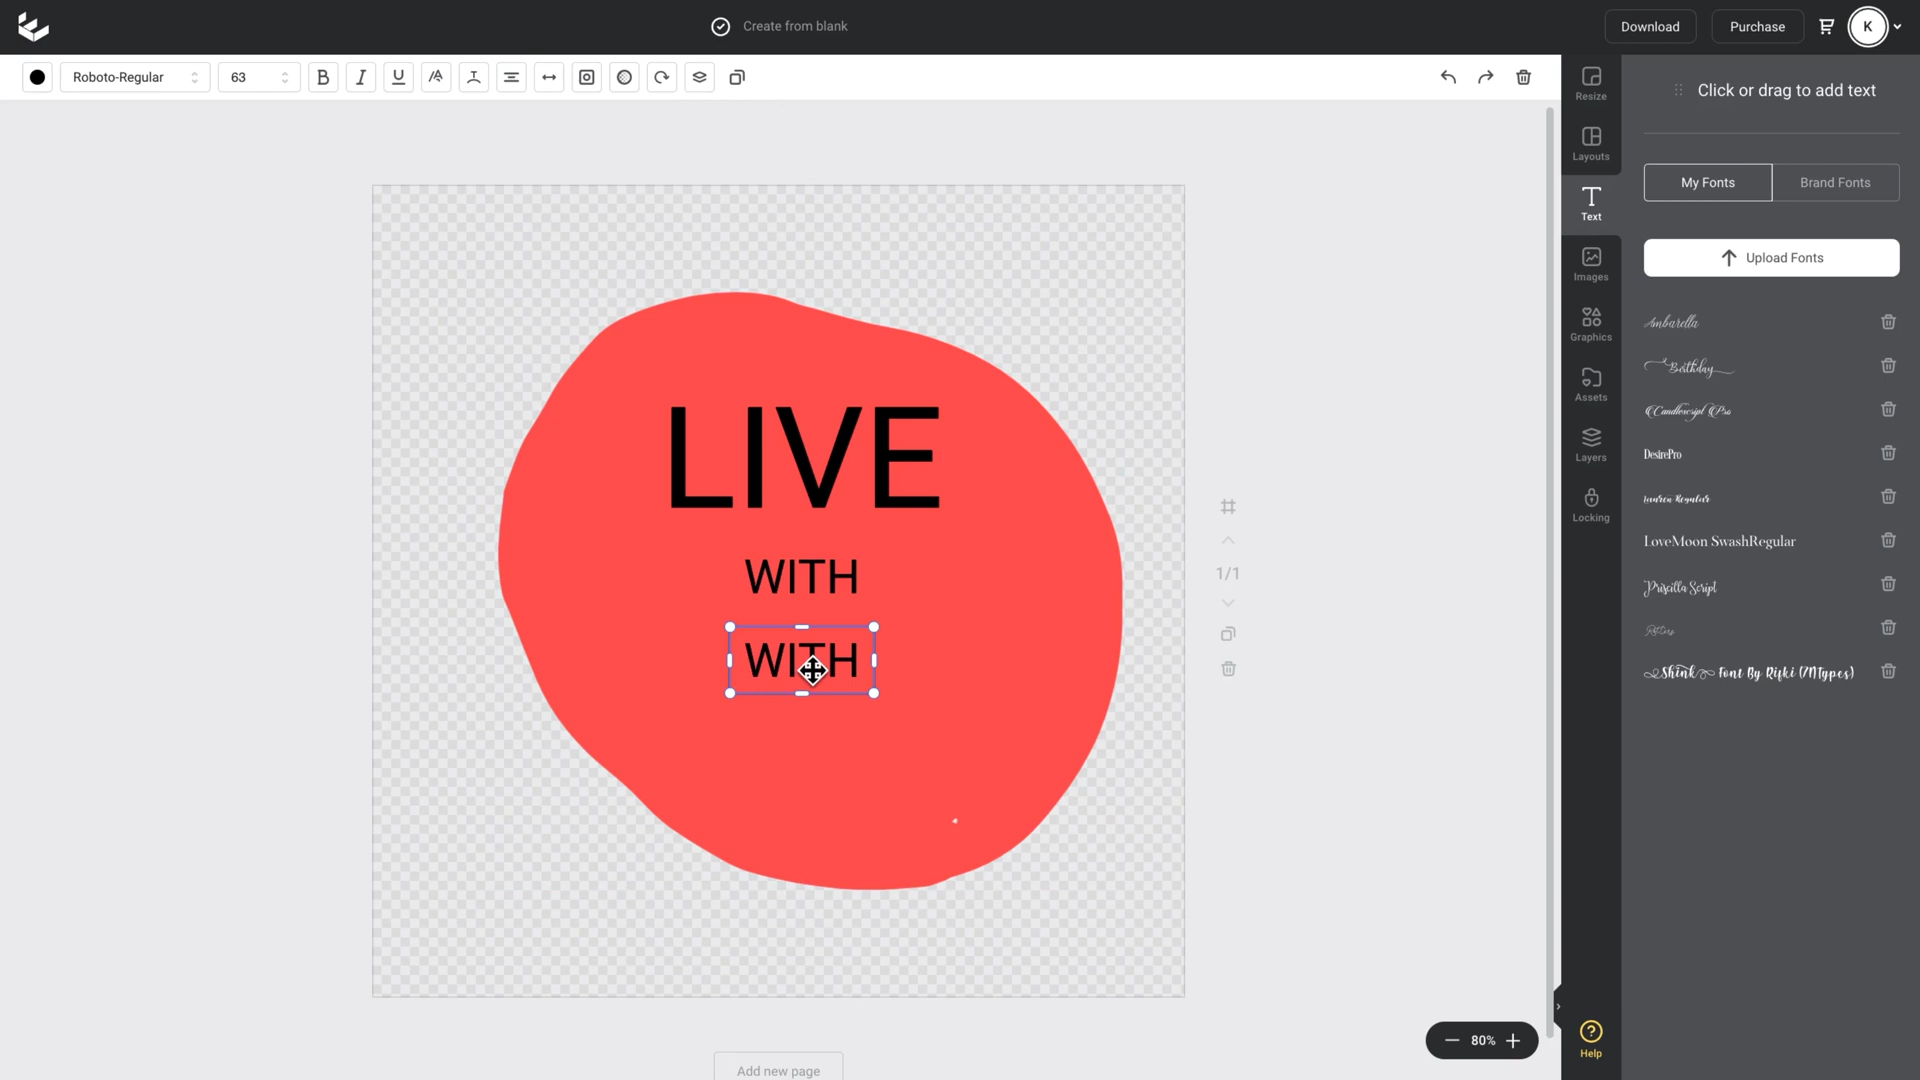 Create from blank
Download
Purchase
K
Roboto-Regular
63
B
I
U
Click or drag to add text
Resize
Layouts
My Fonts
Brand Fonts
Text
Upload Fonts
Images
Ambarella
Graphics
Birthday
Candlescript Pro
Assets
DesirePro
LIVE
Layers
Lauren Regular
Locking
LoveMoon SwashRegular
WITH
1/1
Priscilla Script
WITH
Shink Font By Rifki (7NTypes)
80%
Help
Add new page